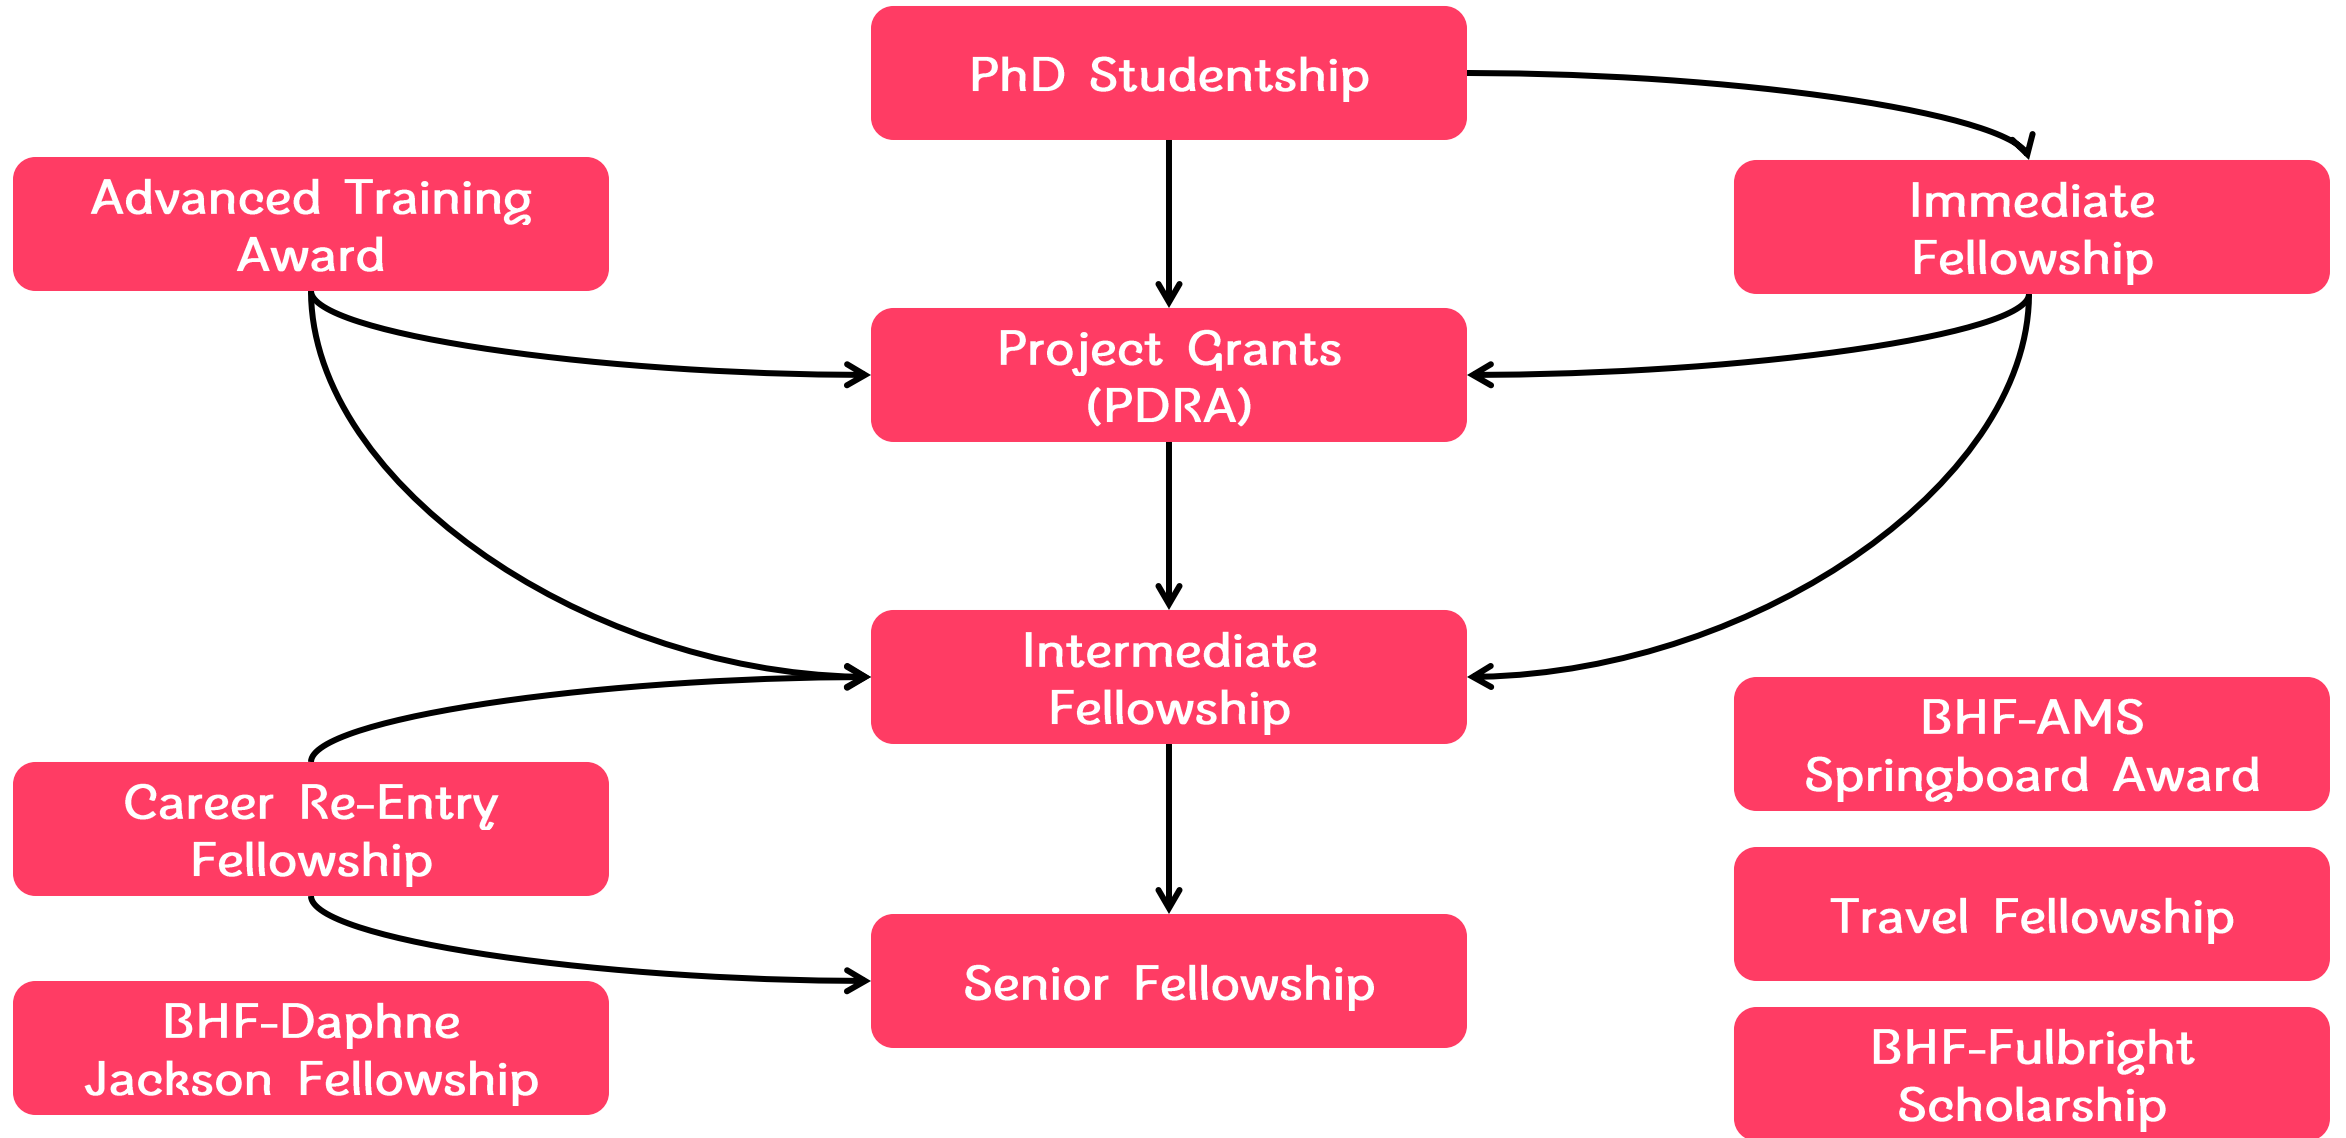 PhD Studentship
Advanced Training
Award
Immediate
Fellowship
Project Grants
(PDRA)
Intermediate
Fellowship
BHF-AMS
Springboard Award
Career Re-Entry
Fellowship
Travel Fellowship
Senior Fellowship
BHF-Daphne
Jackson Fellowship
BHF-Fulbright
Scholarship